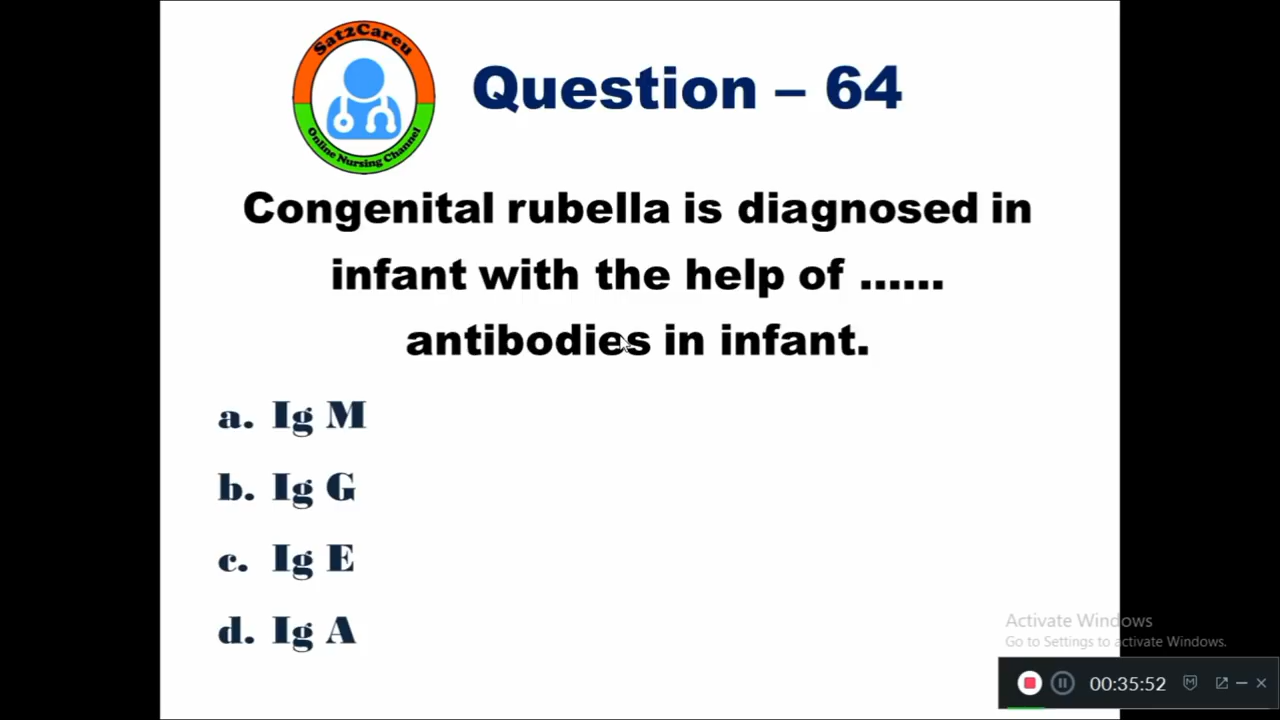 Sat2Careu
Online Nursing Channel
Question – 64
Congenital rubella is diagnosed in
infant with the help of ......
antibodies in infant.
a. Ig M
b. Ig G
c. Ig E
d. Ig A
Activate Windows
Go to Settings to activate Windows.
00:35:52